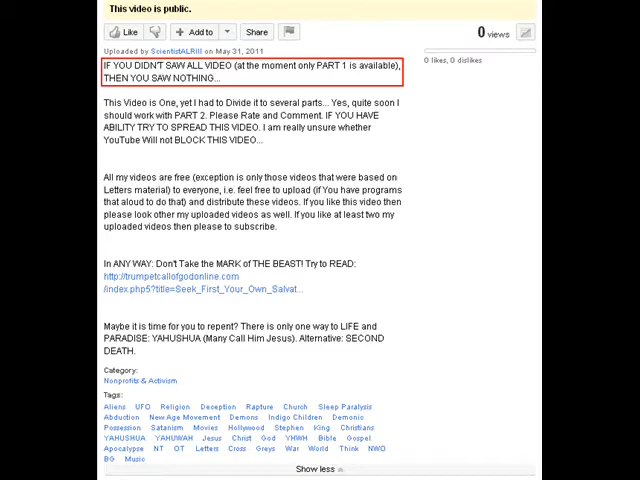 This video is public.
Like Add to Share 0 views
Uploaded by ScientistALRIII on May 31, 2011
0 likes, 0 dislikes
IF YOU DIDN'T SAW ALL VIDEO (at the moment only PART 1 is available),
THEN YOU SAW NOTHING...
This Video is One, yet I had to Divide it to several parts... Yes, quite soon I
should work with PART 2. Please Rate and Comment. IF YOU HAVE
ABILITY TRY TO SPREAD THIS VIDEO. I am really unsure whether
YouTube Will not BLOCK THIS VIDEO...
All my videos are free (exception is only those videos that were based on
Letters material) to everyone, i.e. feel free to upload (if You have programs
that aloud to do that) and distribute these videos. If you like this video then
please look other my uploaded videos as well. If you like at least two my
uploaded videos then please to subscribe.
In ANY WAY: Don't Take the MARK of THE BEAST! Try to READ:
http://trumpetcallofgodonline.com
/index.php5?title=Seek_First_Your_Own_Salvat...
Maybe it is time for you to repent? There is only one way to LIFE and
PARADISE: YAHUSHUA (Many Call Him Jesus). Alternative: SECOND
DEATH.
Category:
Nonprofits & Activism
Tags:
Aliens UFO Religion Deception Rapture Church Sleep Paralysis
Abduction New Age Movement Demons Indigo Children Demonic
Possession Satanism Movies Hollywood Stephen King Christians
YAHUSHUA YAHUWAH Jesus Christ God YHWH Bible Gospel
Apocalypse NT OT Letters Cross Greys War World Think NWO
BG Music
Show less